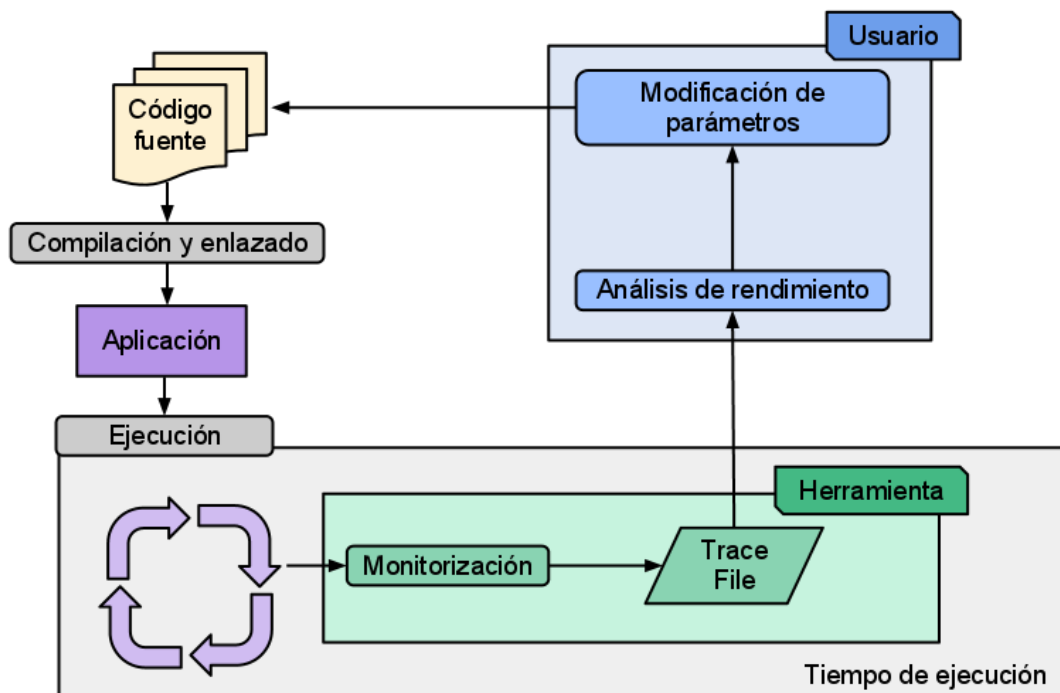 Usuario
Código
fuente
Modificación de
parámetros
Compilación y enlazado
Análisis de rendimiento
Aplicación
Ejecución
Herramienta
Monitorización
Trace
File
Tiempo de ejecución